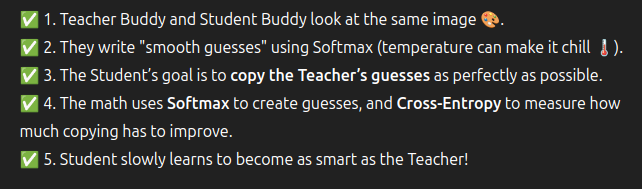 ✅ 1. Teacher Buddy and Student Buddy look at the same image 🎨.
✅ 2. They write "smooth guesses" using Softmax (temperature can make it chill 🌡️).
✅ 3. The Student’s goal is to copy the Teacher’s guesses as perfectly as possible.
✅ 4. The math uses Softmax to create guesses, and Cross-Entropy to measure how
much copying has to improve.
✅ 5. Student slowly learns to become as smart as the Teacher!